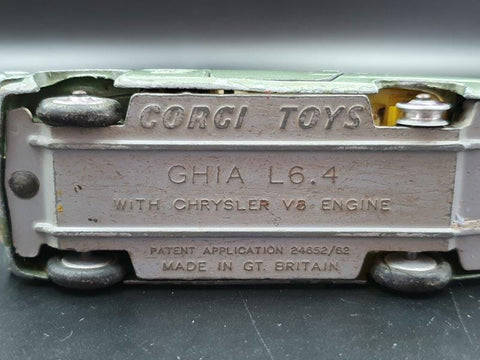 CORGI TOYS
GHIA L6.4
WITH CHRYSLER V8 ENGINE
PATENT APPLICATION 24652/62
MADE IN GT. BRITAIN